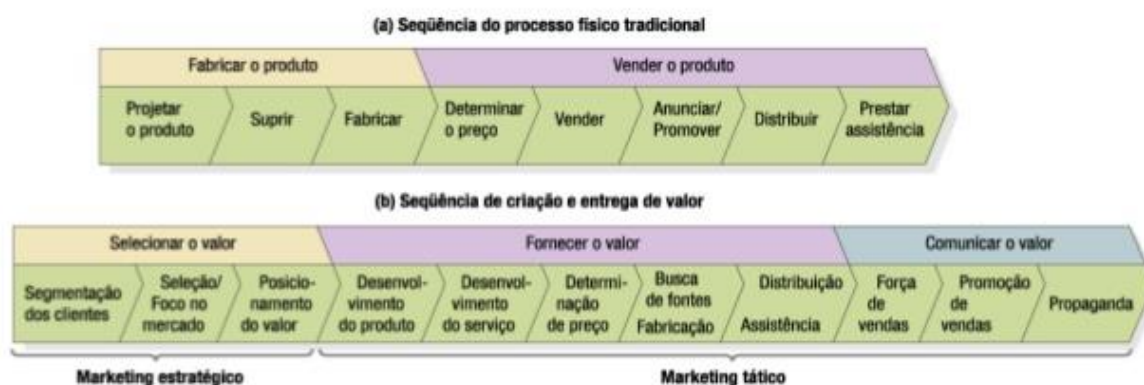 (a) Seqüência do processo físico tradicional
Fabricar o produto
Vender o produto
Projetar
o produto
Suprir
Fabricar
Determinar
o preço
Vender
Anunciar/
Promover
Distribuir
Prestar
assistência
(b) Seqüência de criação e entrega de valor
Selecionar o valor
Fornecer o valor
Comunicar o valor
Segmentação
dos clientes
Seleção/
Foco no
mercado
Posicio-
namento
do valor
Desenvol-
vimento
do produto
Desenvol-
vimento
do serviço
Determi-
nação
de preço
Busca
de fontes
Fabricação
Distribuição
Assistência
Força
de
vendas
Promoção
de
vendas
Propaganda
Marketing estratégico
Marketing tático